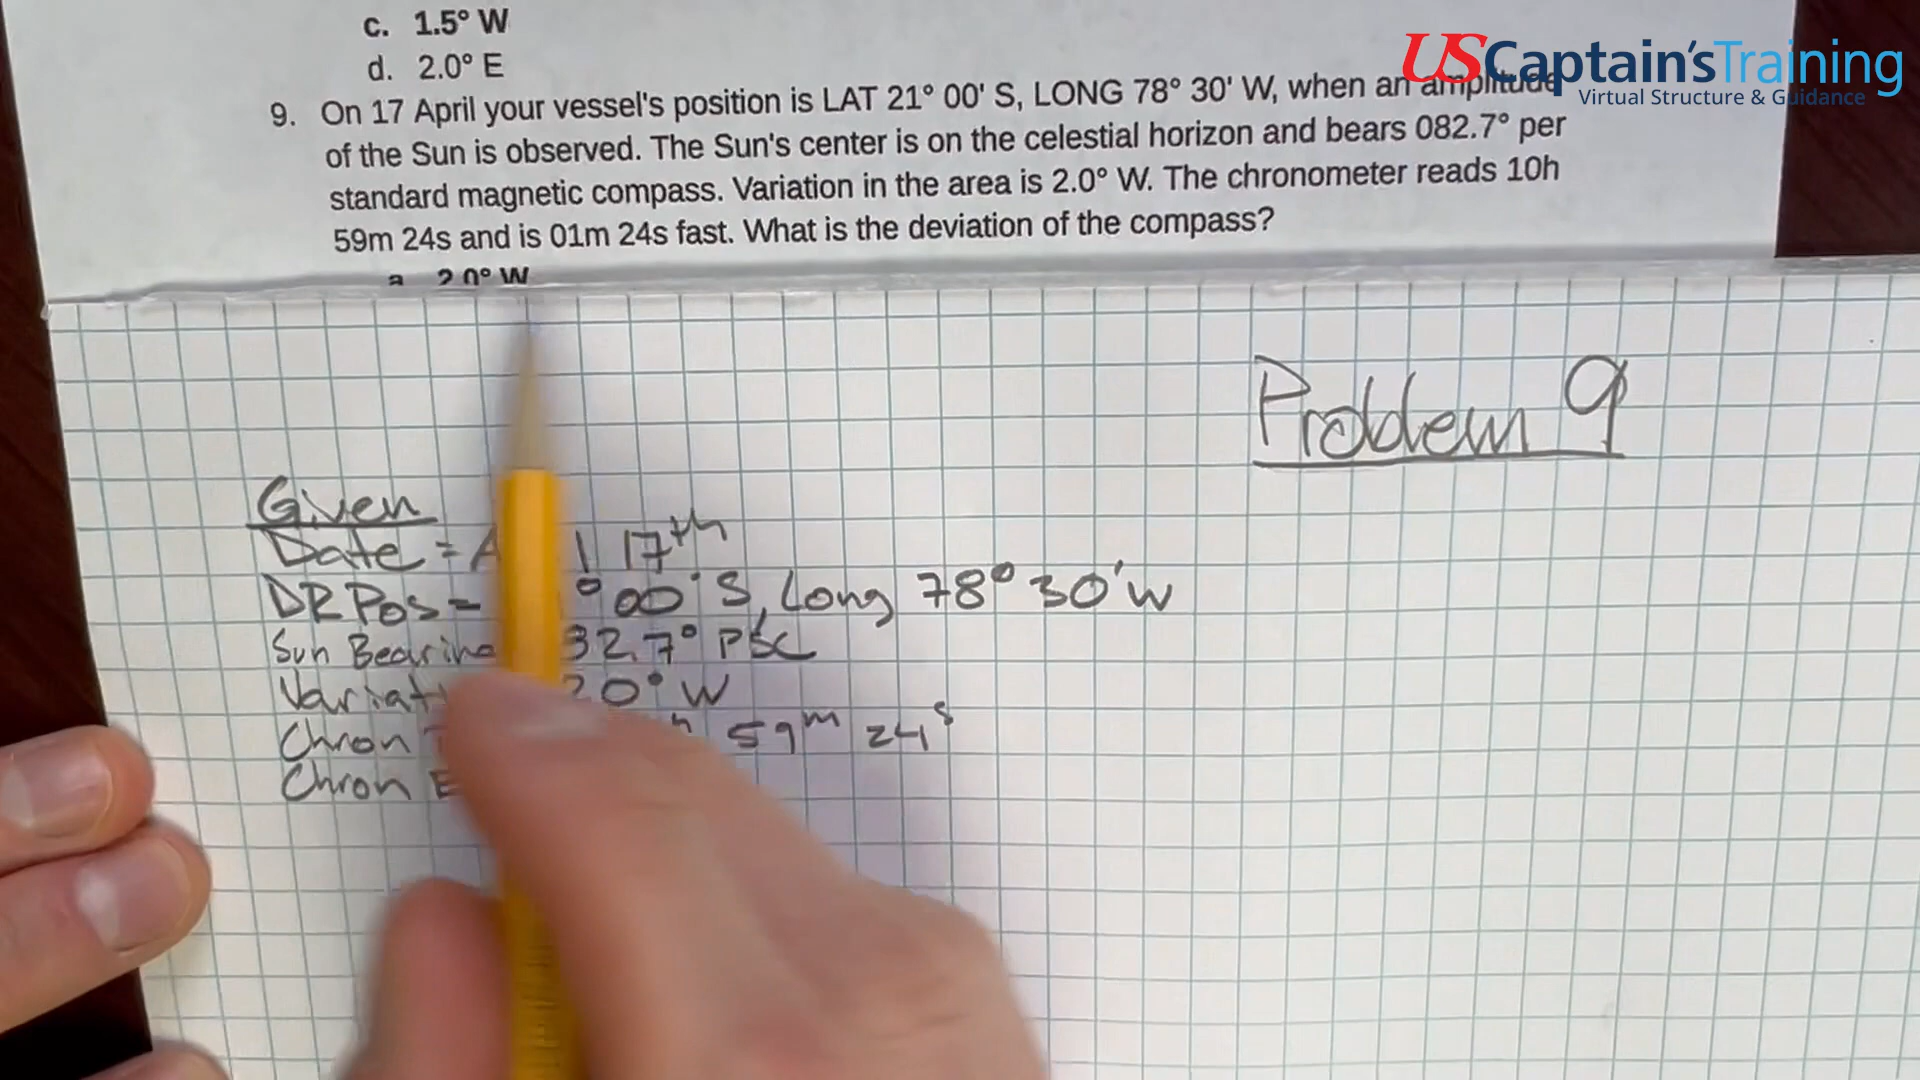 c. 1.5° W
d. 2.0° E
USCaptain'sTraining
Virtual Structure & Guidance
9. On 17 April your vessel's position is LAT 21° 00' S, LONG 78° 30' W, when an amplitude
of the Sun is observed. The Sun's center is on the celestial horizon and bears 082.7° per
standard magnetic compass. Variation in the area is 2.0° W. The chronometer reads 10h
59m 24s and is 01m 24s fast. What is the deviation of the compass?
a. 2.0° W
Problem 9
Given
Date = 17th
DR Pos = ° 00' S, Long 78° 30' W
Sun Bearing 2.7° PSC
W
Chron 59m 24s
Chron